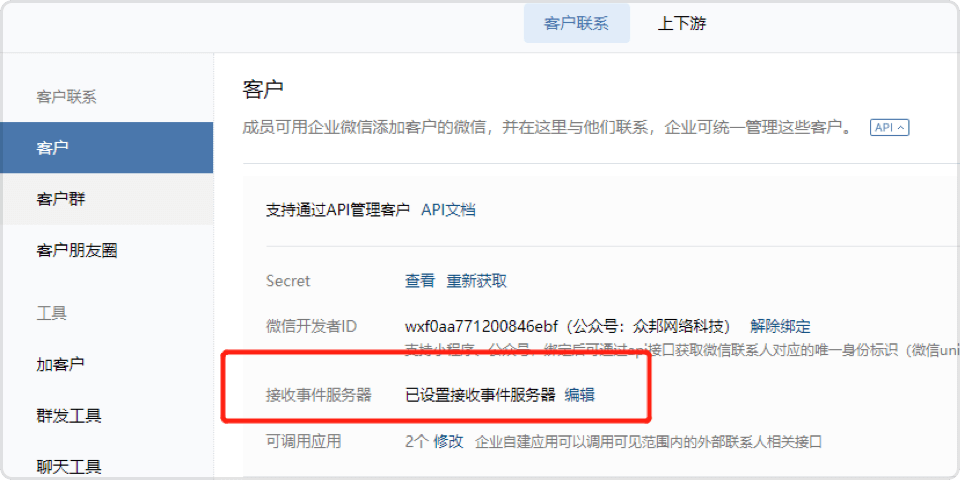 客户联系 上下游
客户联系
客户
客户群
客户朋友圈
工具
加客户
群发工具
聊天工具
客户
成员可用企业微信添加客户的微信，并在这里与他们联系，企业可统一管理这些客户。 API
支持通过API管理客户 API文档
Secret 查看 重新获取
微信开发者ID wxf0aa771200846ebf（公众号：众邦网络科技） 解除绑定
支持小程序、公众号，绑定后可通过api接口获取微信联系人对应的唯一身份标识（微信uni
接收事件服务器 已设置接收事件服务器 编辑
可调用应用 2个 修改 企业自建应用可以调用可见范围内的外部联系人相关接口